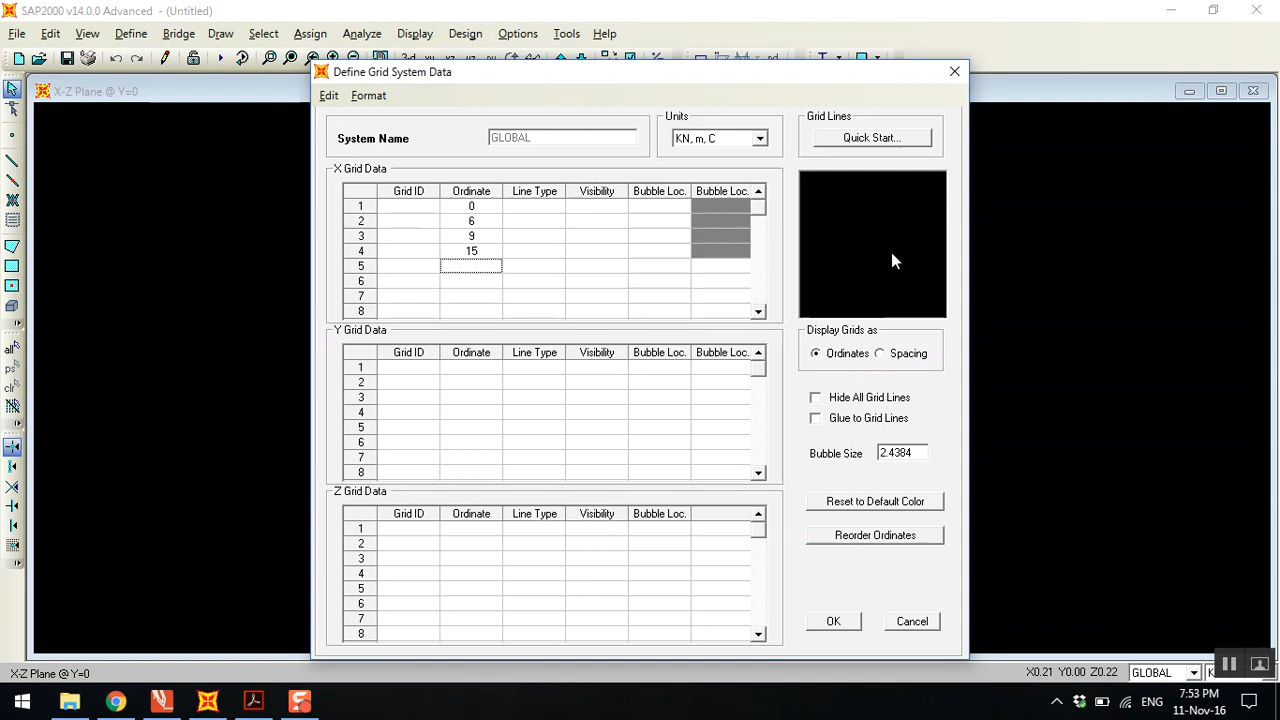 SAP2000 v14.0.0 Advanced - (Untitled)
File Edit View Define Bridge Draw Select Assign Analyze Display Design Options Tools Help
X-Z Plane @ Y=0
Define Grid System Data
Edit Format
System Name GLOBAL
Units
KN, m, C
Grid Lines
Quick Start...
X Grid Data
Grid ID Ordinate Line Type Visibility Bubble Loc. Bubble Loc.
1 0
2 6
3 9
4 15
5
6
7
8
Y Grid Data
Grid ID Ordinate Line Type Visibility Bubble Loc. Bubble Loc.
1
2
3
4
5
6
7
8
Z Grid Data
Grid ID Ordinate Line Type Visibility Bubble Loc.
1
2
3
4
5
6
7
8
Display Grids as
Ordinates Spacing
Hide All Grid Lines
Glue to Grid Lines
Bubble Size 2.4384
Reset to Default Color
Reorder Ordinates
OK Cancel
all
ps
clr
X-Z Plane @ Y=0
X0.21 Y0.00 Z0.22 GLOBAL
ENG
7:53 PM
11-Nov-16